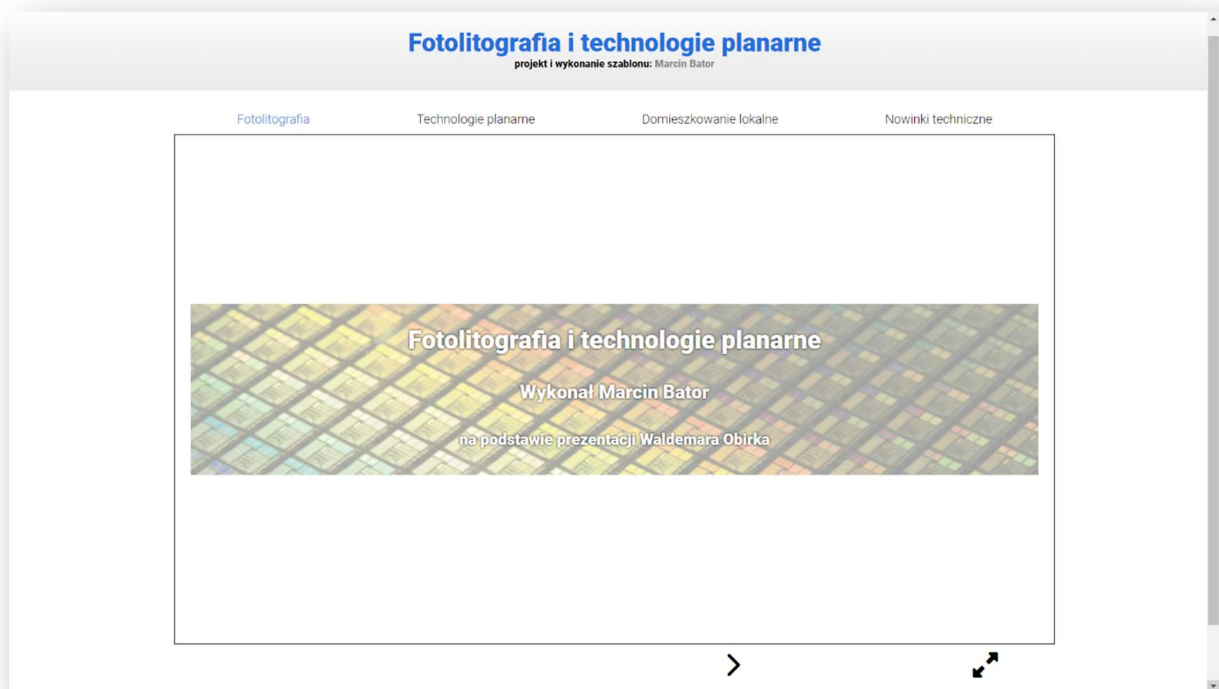 Fotolitografia i technologie planarne
projekt i wykonanie szablonu: Marcin Bator
Fotolitografia
Technologie planarne
Domieszkowanie lokalne
Nowinki techniczne
Fotolitografia i technologie planarne
Wykonał Marcin Bator
na podstawie prezentacji Waldemara Obirka